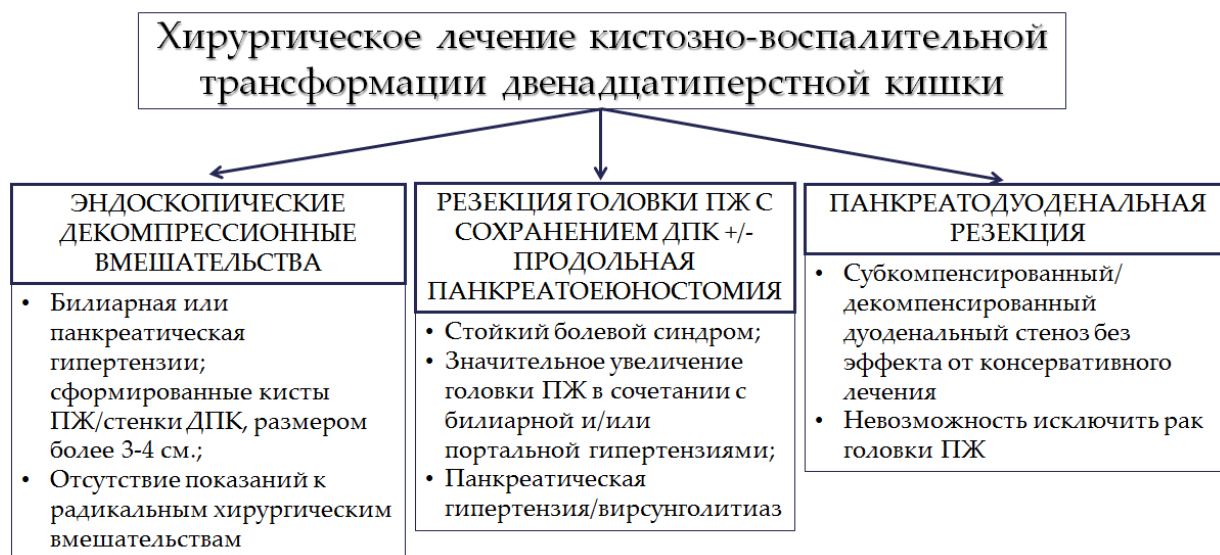 Хирургическое лечение кистозно-воспалительной
трансформации двенадцатиперстной кишки
ЭНДОСКОПИЧЕСКИЕ
ДЕКОМПРЕССИОННЫЕ
ВМЕШАТЕЛЬСТВА
• Билиарная или
панкреатическая
гипертензии;
сформированные кисты
ПЖ/стенки ДПК, размером
более 3-4 см.;
• Отсутствие показаний к
радикальным хирургическим
вмешательствам
РЕЗЕКЦИЯ ГОЛОВКИ ПЖ С
СОХРАНЕНИЕМ ДПК +/-
ПРОДОЛЬНАЯ
ПАНКРЕАТОЕЮНОСТОМИЯ
• Стойкий болевой синдром;
• Значительное увеличение
головки ПЖ в сочетании с
билиарной и/или
портальной гипертензиями;
• Панкреатическая
гипертензия/вирсунголитиаз
ПАНКРЕАТОДУОДЕНАЛЬНАЯ
РЕЗЕКЦИЯ
• Субкомпенсированный/
декомпенсированный
дуоденальный стеноз без
эффекта от консервативного
лечения
• Невозможность исключить рак
головки ПЖ